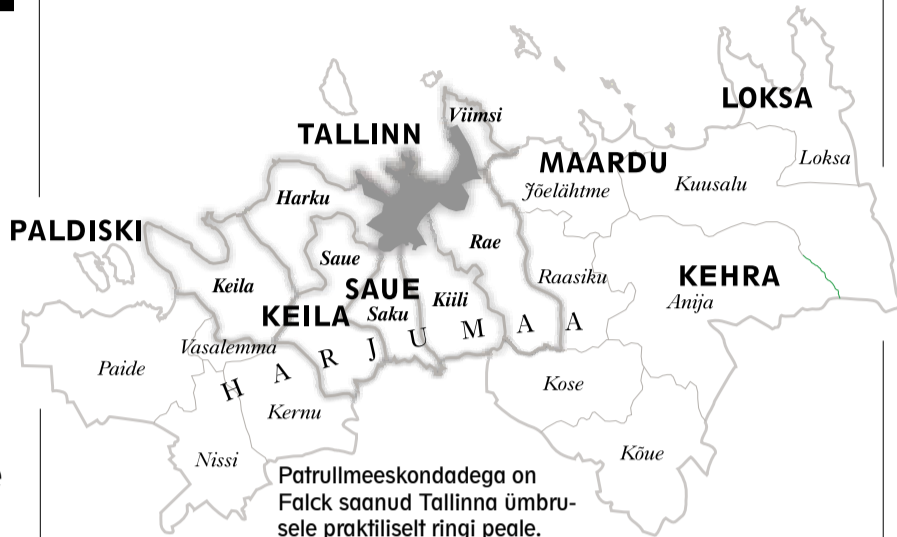 LOKSA
Viimsi
TALLINN
MAARDU
Loksa
Jõelähtme
Kuusalu
Harku
PALDISKI
Rae
Saue
Raasiku
KEHRA
Keila
SAUE
Kiili
Anija
KEILA
Saku
HARJUMAA
Vasalemma
Paide
Kose
Kernu
Nissi
Kõue
Patrullmeeskondadega on
Falck saanud Tallinna ümbru-
sele praktiliselt ringi peale.